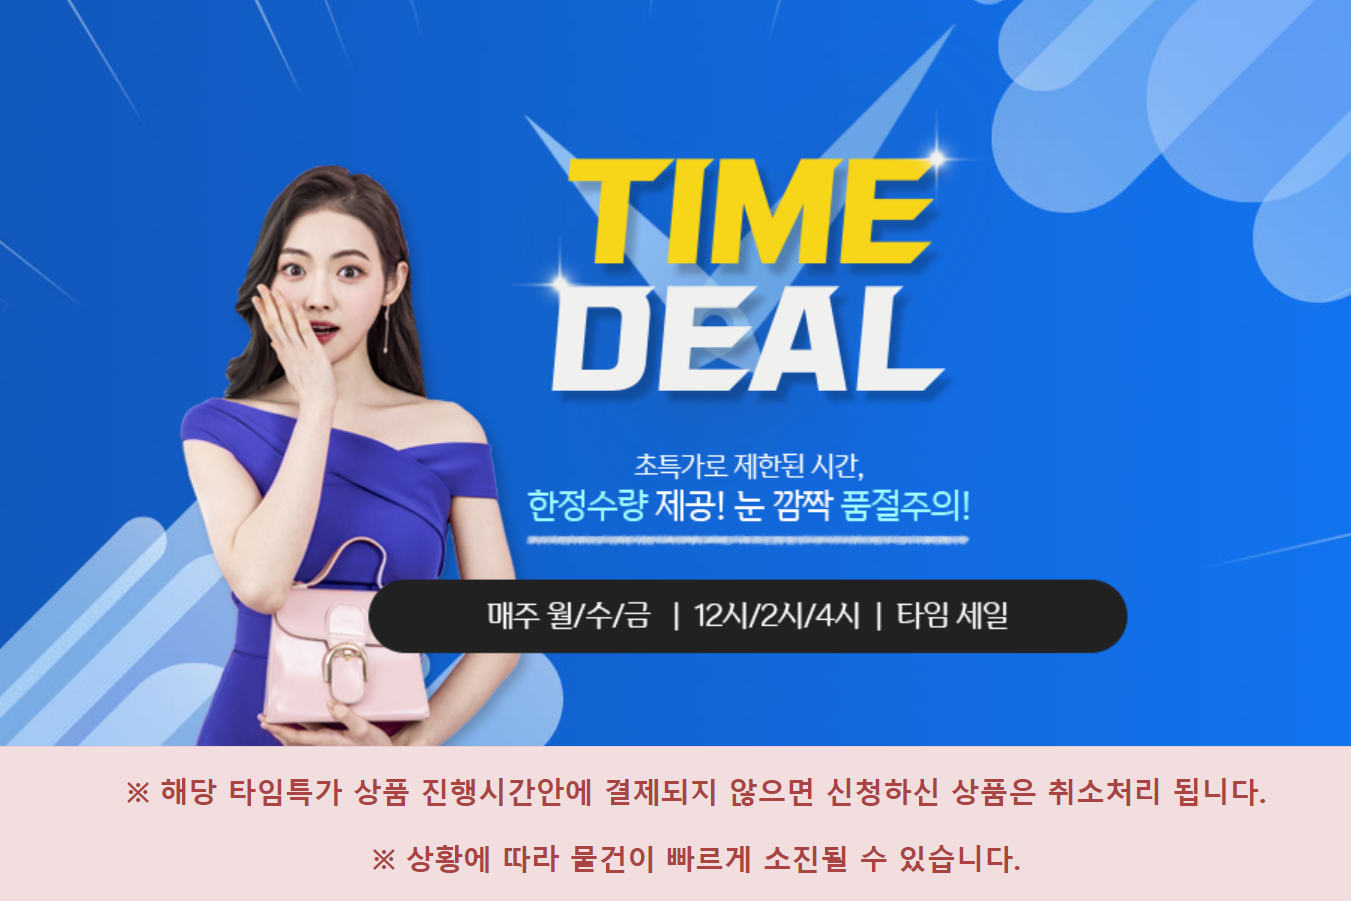 TIME
DEAL
초특가로 제한된 시간,
한정수량 제공! 눈 깜짝 품절주의!
매주 월/수/금 | 12시/2시/4시 | 타임 세일
※ 해당 타임특가 상품 진행시간안에 결제되지 않으면 신청하신 상품은 취소처리 됩니다.
※ 상황에 따라 물건이 빠르게 소진될 수 있습니다.